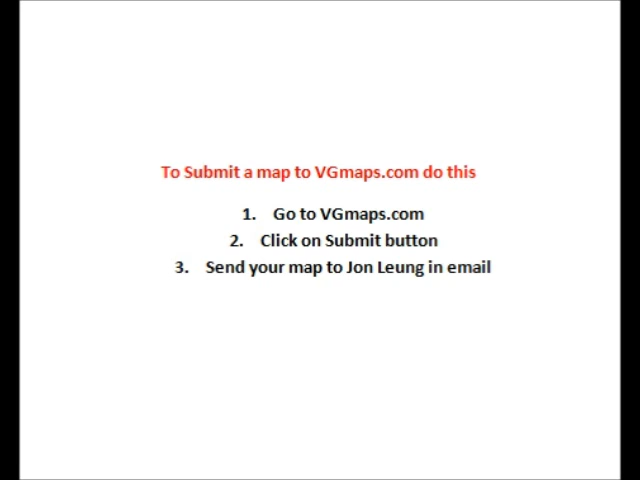 To Submit a map to VGmaps.com do this
1. Go to VGmaps.com
2. Click on Submit button
3. Send your map to Jon Leung in email